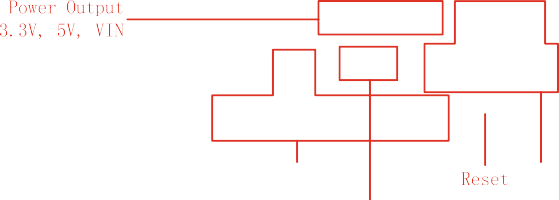 Power Output
3.3V, 5V, VIN
Reset